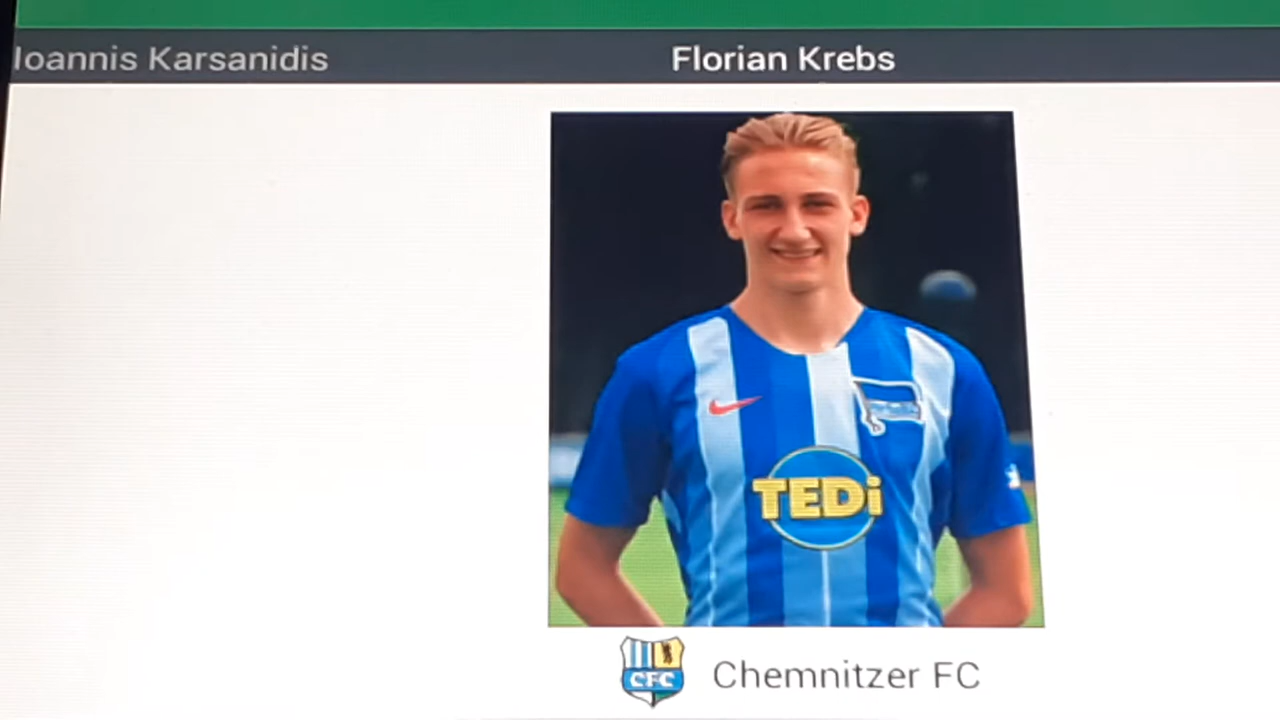 Ioannis Karsanidis
Florian Krebs
TEDi
CFC
Chemnitzer FC